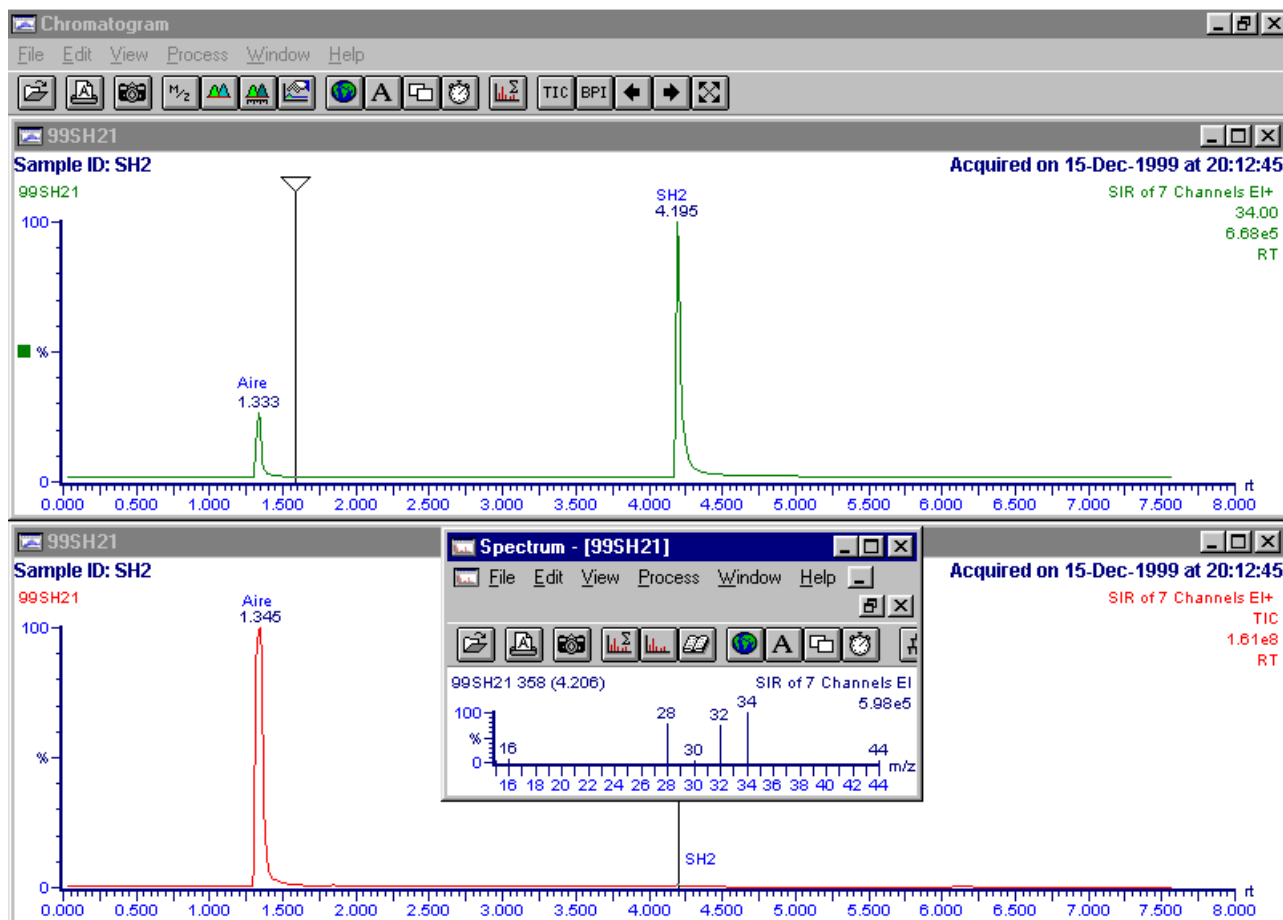 Chromatogram
File Edit View Process Window Help
M/Z A TIC BPI
99SH21
Sample ID: SH2 Acquired on 15-Dec-1999 at 20:12:45
99SH21 SIR of 7 Channels EI+
34.00
6.68e5
RT
SH2
4.195
100
%
Aire
1.333
0
rt
0.000 0.500 1.000 1.500 2.000 2.500 3.000 3.500 4.000 4.500 5.000 5.500 6.000 6.500 7.000 7.500 8.000
99SH21
Sample ID: SH2 Acquired on 15-Dec-1999 at 20:12:45
99SH21 SIR of 7 Channels EI+
TIC
1.61e8
RT
Aire
1.345
100
%
SH2
0
rt
0.000 0.500 1.000 1.500 2.000 2.500 3.000 3.500 4.000 4.500 5.000 5.500 6.000 6.500 7.000 7.500 8.000
Spectrum - [99SH21]
File Edit View Process Window Help
A
99SH21 358 (4.206) SIR of 7 Channels EI
5.98e5
100
%
0
16 28 30 32 34 44
m/z
16 18 20 22 24 26 28 30 32 34 36 38 40 42 44